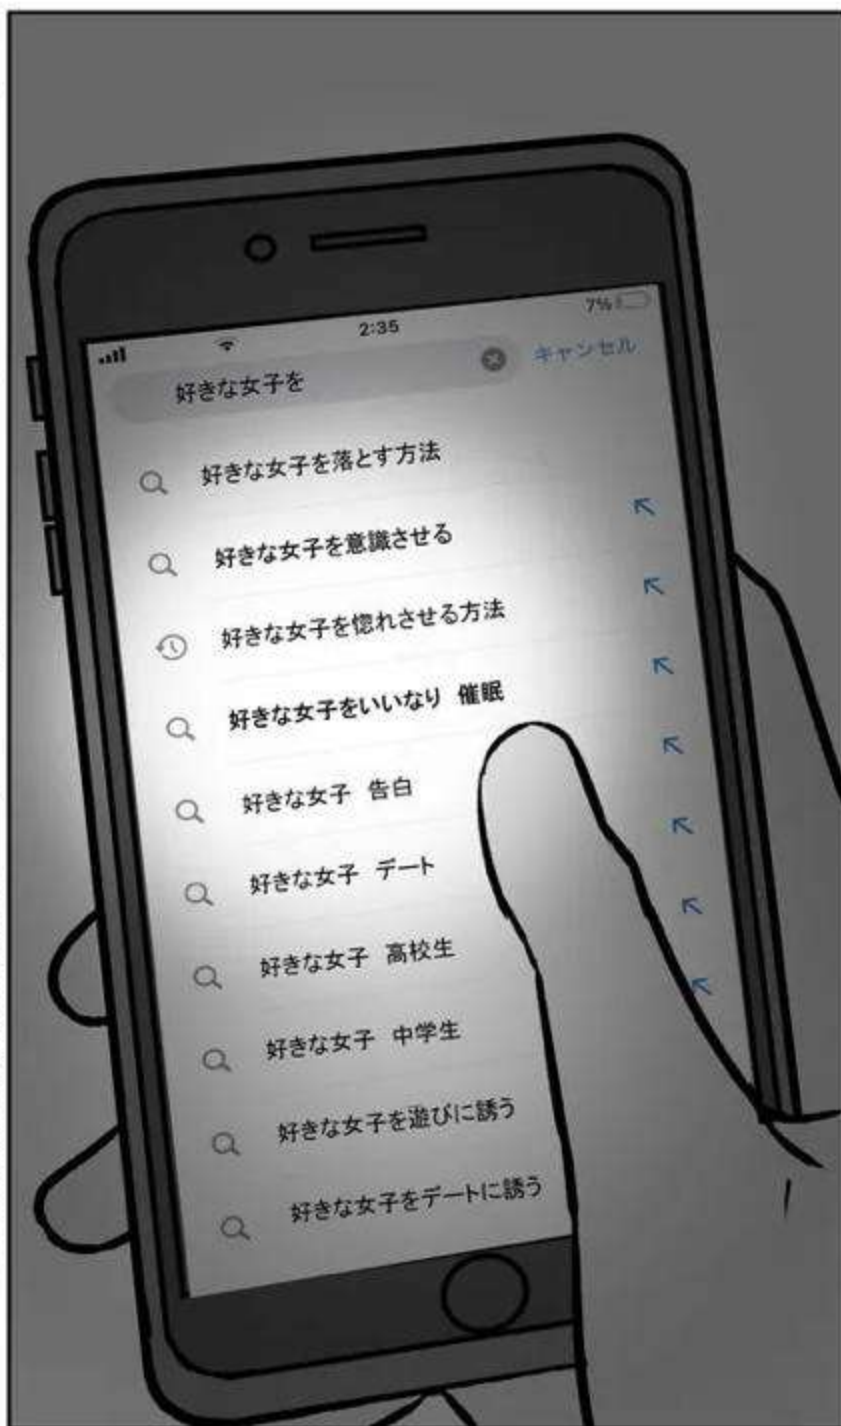 2:35
7%
好きな女子を
キャンセル
好きな女子を落とす方法
好きな女子を意識させる
好きな女子を惚れさせる方法
好きな女子をいいなり 催眠
好きな女子 告白
好きな女子 デート
好きな女子 高校生
好きな女子 中学生
好きな女子を遊びに誘う
好きな女子をデートに誘う